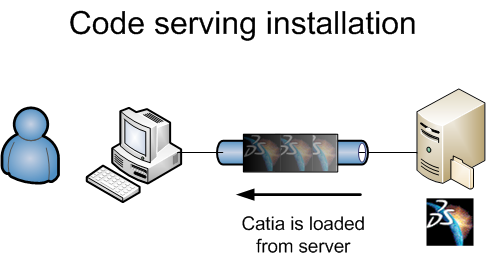 Code serving installation
Catia is loaded
from server